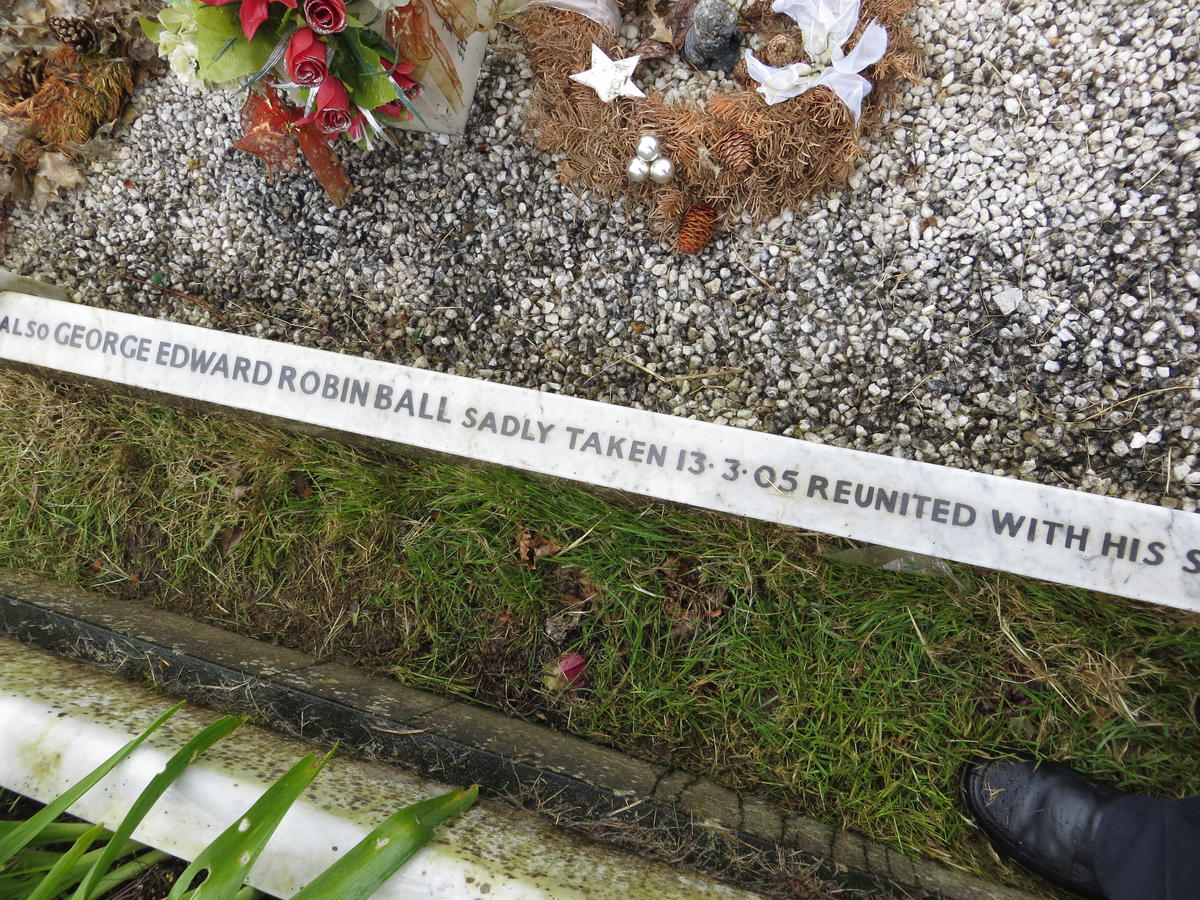 ALSO GEORGE EDWARD ROBIN BALL SADLY TAKEN 13·3·05 REUNITED WITH HIS S